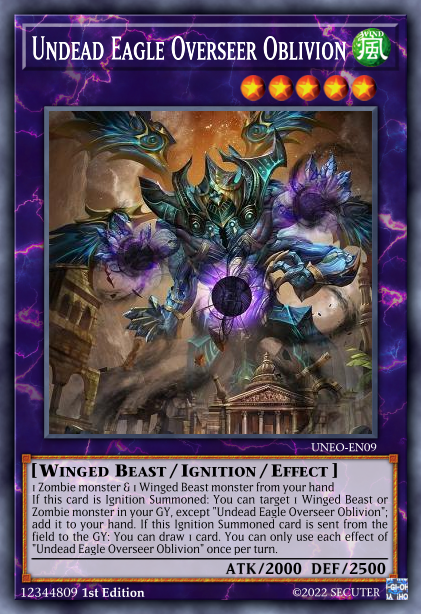 UNDEAD EAGLE OVERSEER OBLIVION
WIND
風
UNEO-EN09
[WINGED BEAST / IGNITION / EFFECT]
1 Zombie monster & 1 Winged Beast monster from your hand
If this card is Ignition Summoned: You can target 1 Winged Beast or
Zombie monster in your GY, except "Undead Eagle Overseer Oblivion";
add it to your hand. If this Ignition Summoned card is sent from the
field to the GY: You can draw 1 card. You can only use each effect of
"Undead Eagle Overseer Oblivion" once per turn.
ATK/2000 DEF/2500
12344809 1st Edition
©2022 SECUTER